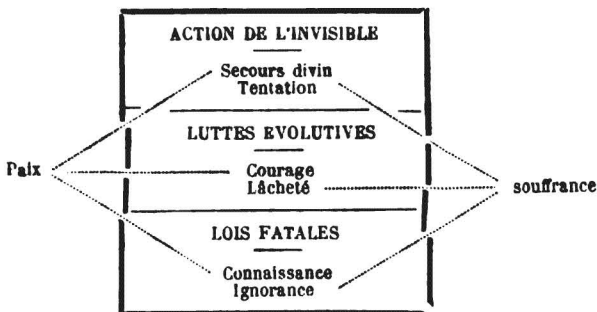 ACTION DE L'INVISIBLE
Secours divin
Tentation
LUTTES EVOLUTIVES
Paix
Courage
Lâcheté
souffrance
LOIS FATALES
Connaissance
Ignorance